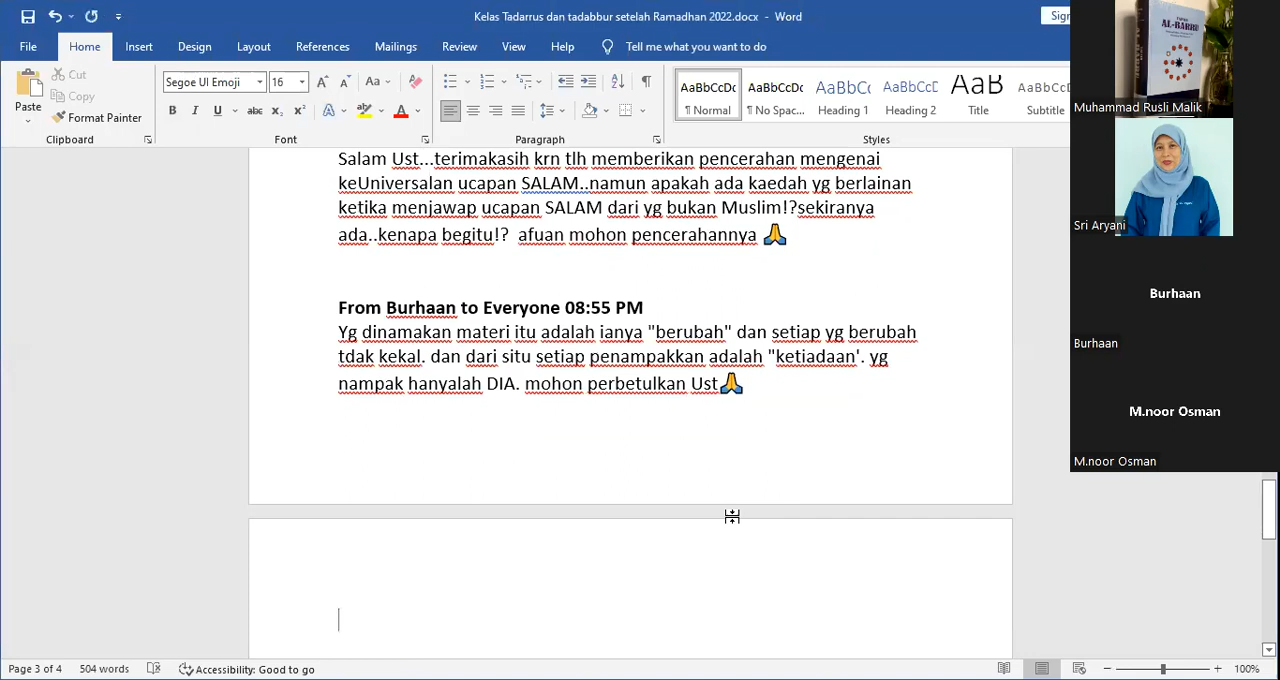 Kelas Tadarrus dan tadabbur setelah Ramadhan 2022.docx - Word
Sign
File Home Insert Design Layout References Mailings Review View Help Tell me what you want to do
Paste
Cut
Copy
Format Painter
Clipboard
Segoe UI Emoji 16
Font
Paragraph
AaBbCcDc AaBbCcDc AaBbC AaBbCcD AaB AaBbCcD
¶ Normal ¶ No Spac... Heading 1 Heading 2 Title Subtitle
Styles
Salam Ust...terimakasih krn tlh memberikan pencerahan mengenai
keUniversalan ucapan SALAM..namun apakah ada kaedah yg berlainan
ketika menjawap ucapan SALAM dari yg bukan Muslim!?sekiranya
ada..kenapa begitu!? afuan mohon pencerahannya 🙏
From Burhaan to Everyone 08:55 PM
Yg dinamakan materi itu adalah ianya "berubah" dan setiap yg berubah
tdak kekal. dan dari situ setiap penampakkan adalah "ketiadaan'. yg
nampak hanyalah DIA. mohon perbetulkan Ust🙏
AL-BARRU
Muhammad Rusli Malik
Sri Aryani
Burhaan
Burhaan
M.noor Osman
M.noor Osman
Page 3 of 4 504 words Accessibility: Good to go 100%